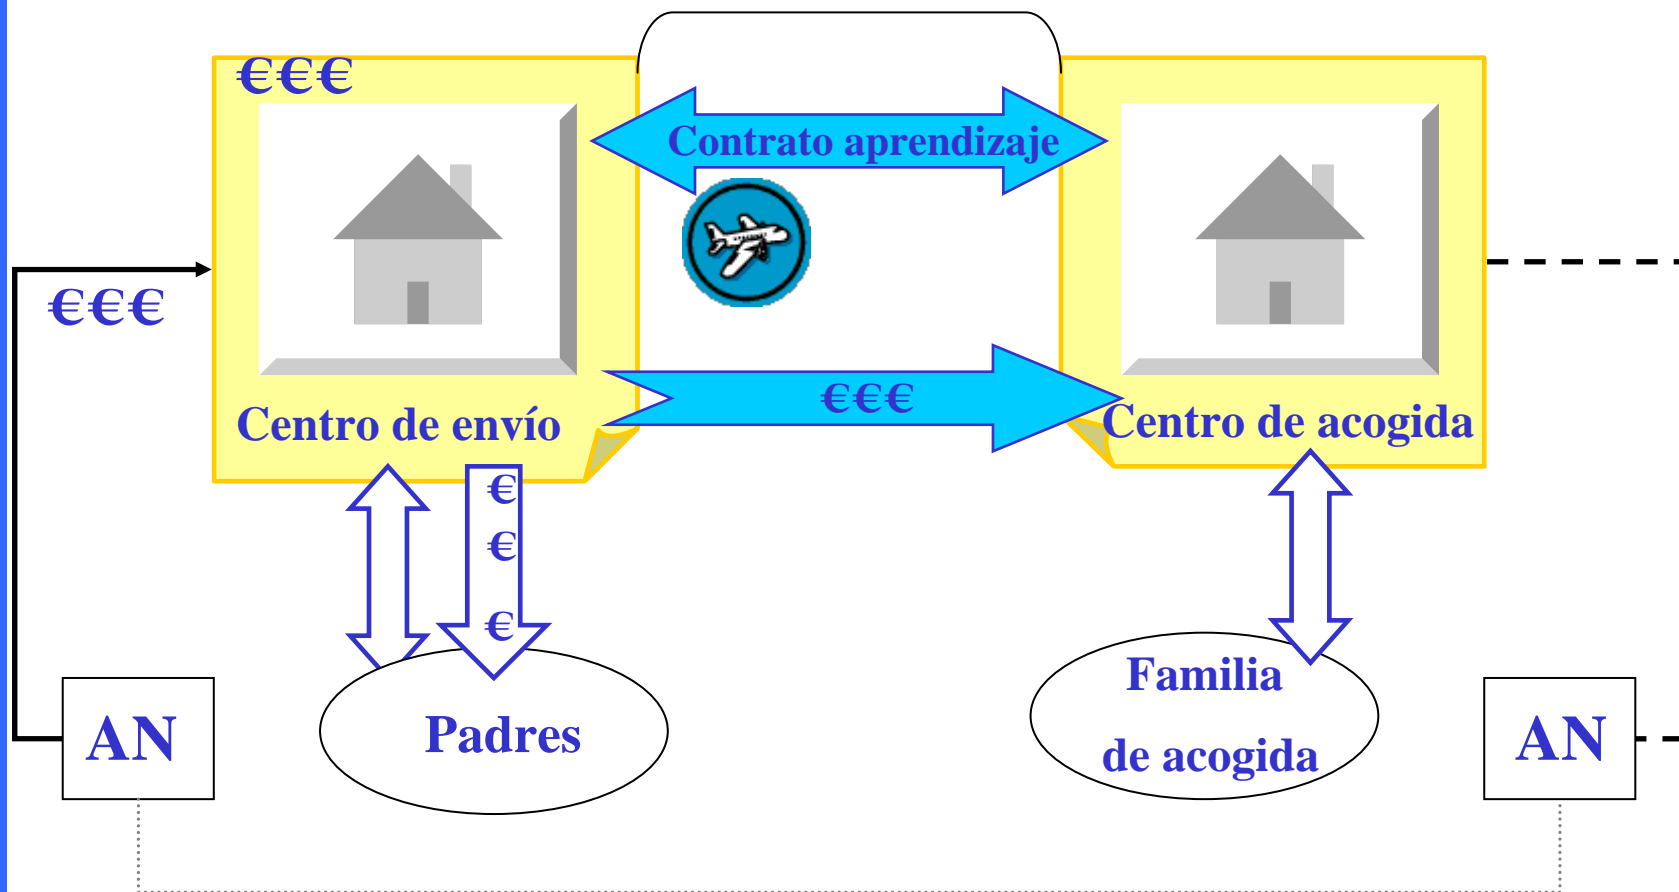 €€€
Contrato aprendizaje
€€€
€€€
Centro de envío
Centro de acogida
€
€
€
Familia
de acogida
Padres
AN
AN